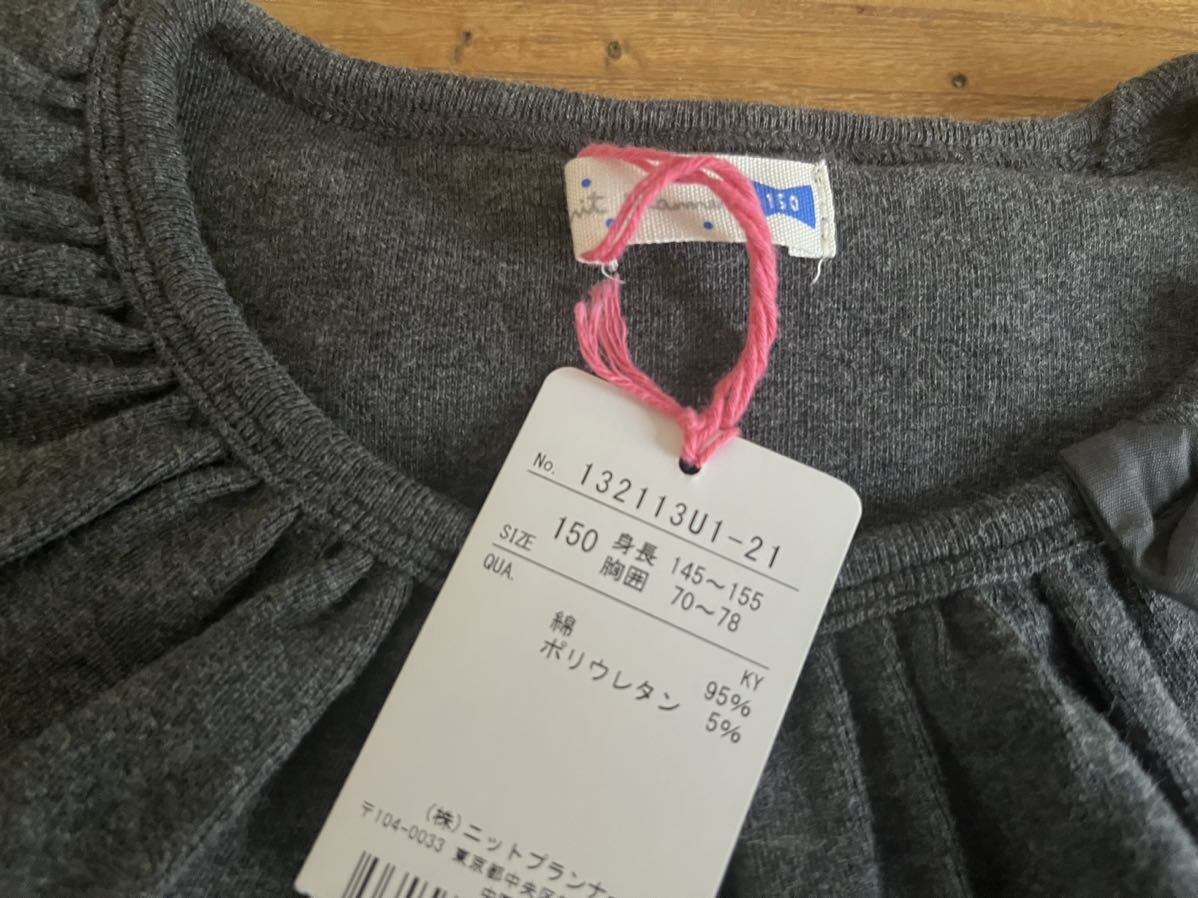 150
No. 132113U1-21
SIZE 150 身長 145~155
胸囲 70~78
QUA. KY
綿 95%
ポリウレタン 5%
(株)ニットプランナ
〒104-0033 東京都中央区